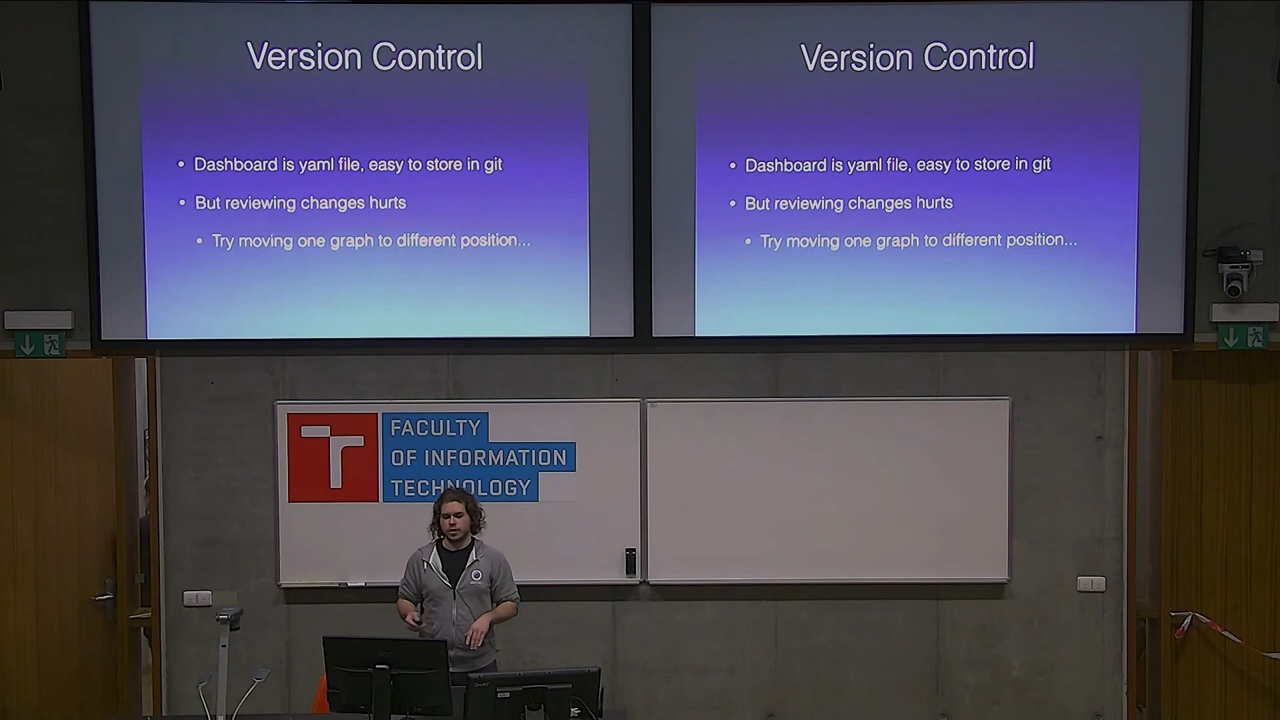 Version Control
• Dashboard is yaml file, easy to store in git
• But reviewing changes hurts
• Try moving one graph to different position...
Version Control
• Dashboard is yaml file, easy to store in git
• But reviewing changes hurts
• Try moving one graph to different position...
T
FACULTY
OF INFORMATION
TECHNOLOGY